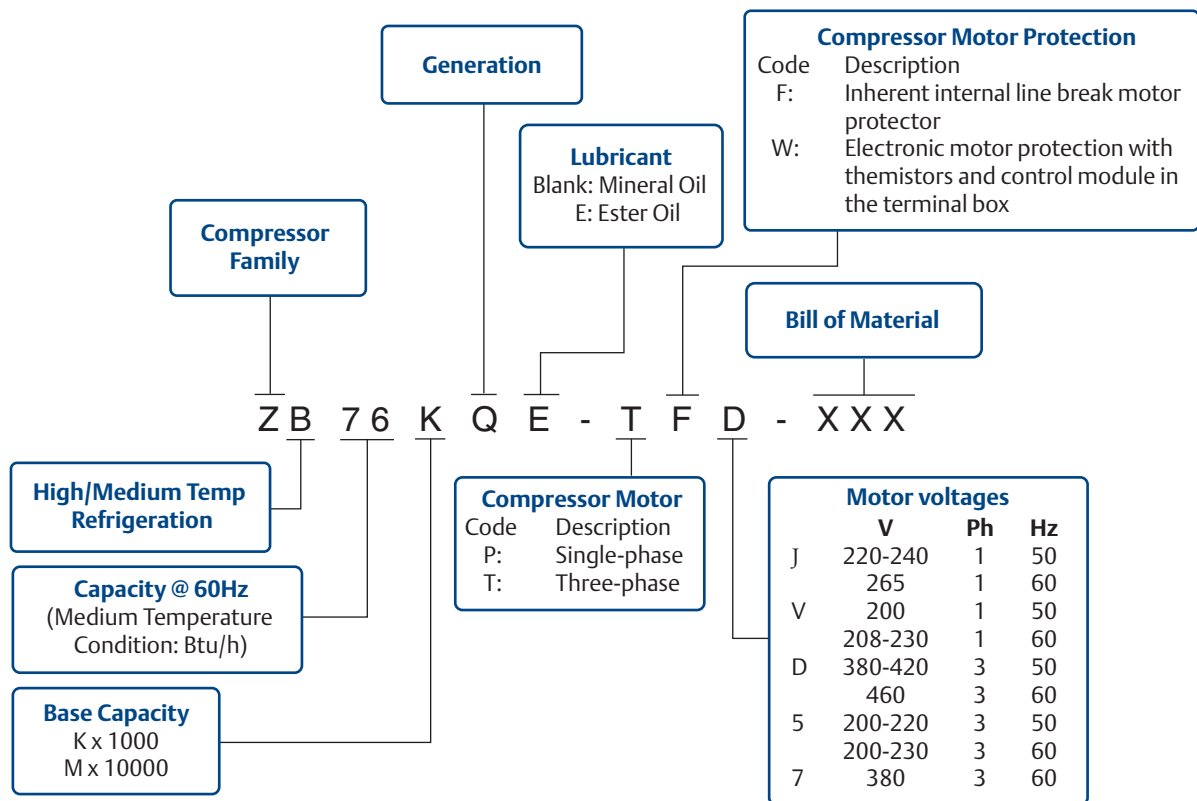 Generation
Compressor Motor Protection
Code Description
F: Inherent internal line break motor
protector
W: Electronic motor protection with
themistors and control module in
the terminal box
Lubricant
Blank: Mineral Oil
E: Ester Oil
Compressor
Family
Bill of Material
Z B 7 6 K Q E - T F D - X X X
High/Medium Temp
Refrigeration
Capacity @ 60Hz
(Medium Temperature
Condition: Btu/h)
Base Capacity
K x 1000
M x 10000
Compressor Motor
Code Description
P: Single-phase
T: Three-phase
Motor voltages
V Ph Hz
J 220-240 1 50
265 1 60
V 200 1 50
208-230 1 60
D 380-420 3 50
460 3 60
5 200-220 3 50
200-230 3 60
7 380 3 60